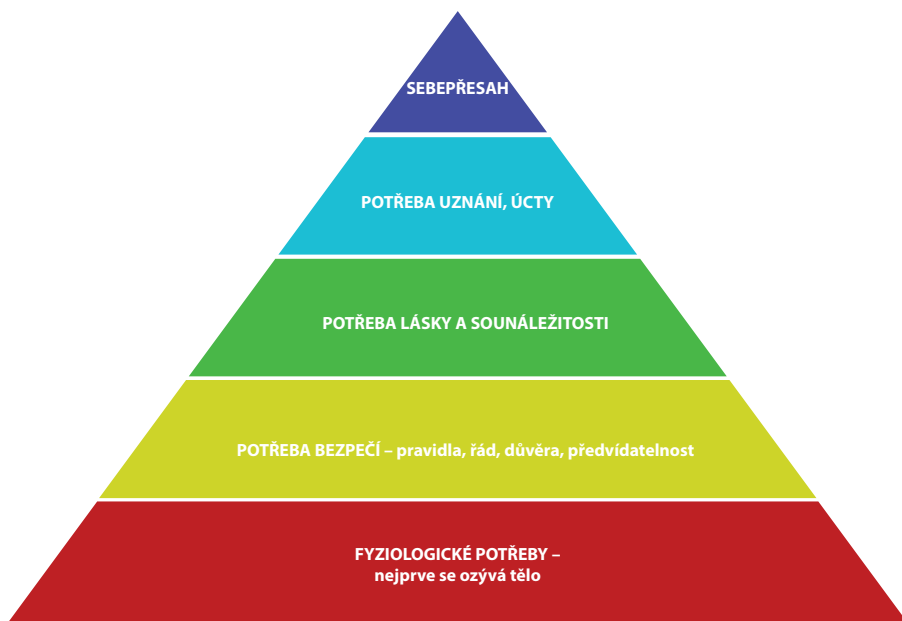 SEBEPŘESAH
POTŘEBA UZNÁNÍ, ÚCTY
POTŘEBA LÁSKY A SOUNÁLEŽITOSTI
POTŘEBA BEZPEČÍ – pravidla, řád, důvěra, předvídatelnost
FYZIOLOGICKÉ POTŘEBY –
nejprve se ozývá tělo